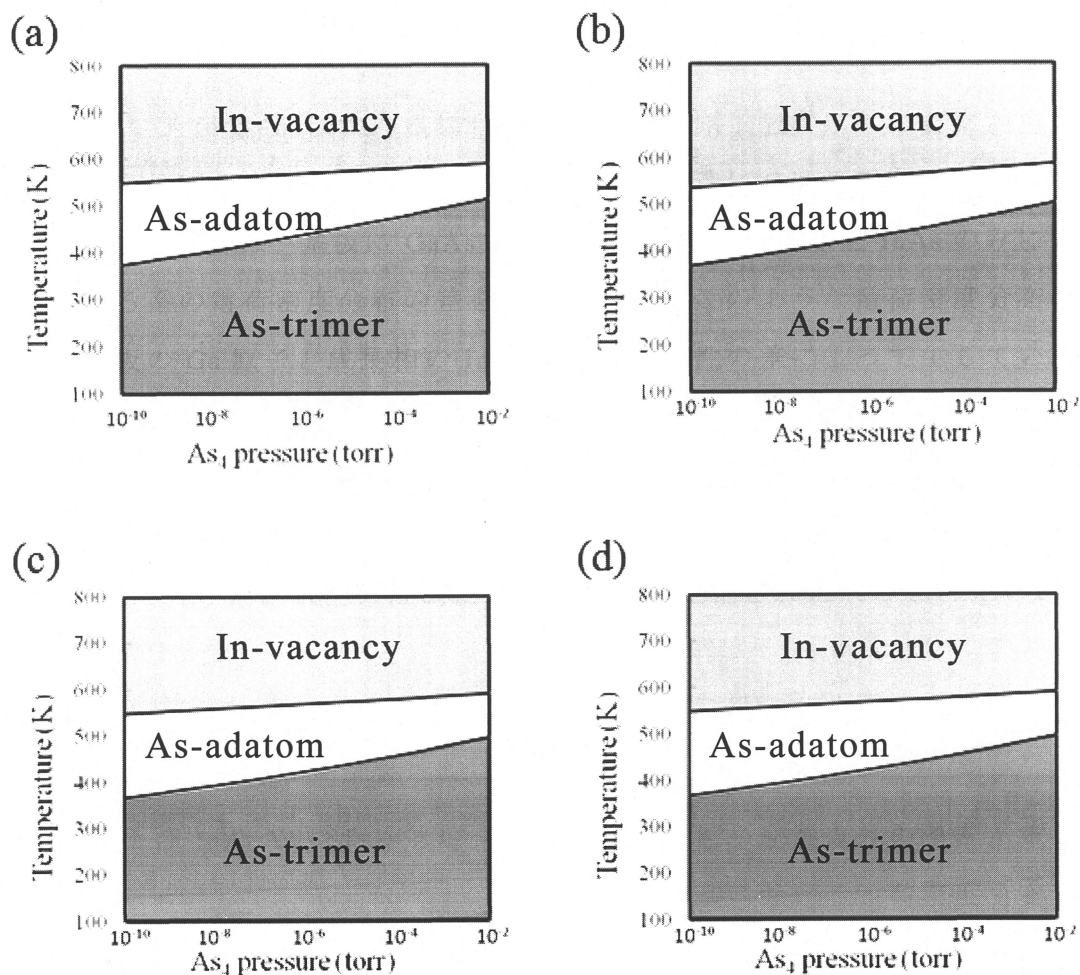 (a)
800
700
600
500
400
300
200
100
Temperature (K)
In-vacancy
As-adatom
As-trimer
10⁻¹⁰ 10⁻⁸ 10⁻⁶ 10⁻⁴ 10⁻²
As₄ pressure (torr)
(b)
800
700
600
500
400
300
200
100
Temperature (K)
In-vacancy
As-adatom
As-trimer
10⁻¹⁰ 10⁻⁸ 10⁻⁶ 10⁻⁴ 10⁻²
As₄ pressure (torr)
(c)
800
700
600
500
400
300
200
100
Temperature (K)
In-vacancy
As-adatom
As-trimer
10⁻¹⁰ 10⁻⁸ 10⁻⁶ 10⁻⁴ 10⁻²
As₄ pressure (torr)
(d)
800
700
600
500
400
300
200
100
Temperature (K)
In-vacancy
As-adatom
As-trimer
10⁻¹⁰ 10⁻⁸ 10⁻⁶ 10⁻⁴ 10⁻²
As₄ pressure (torr)